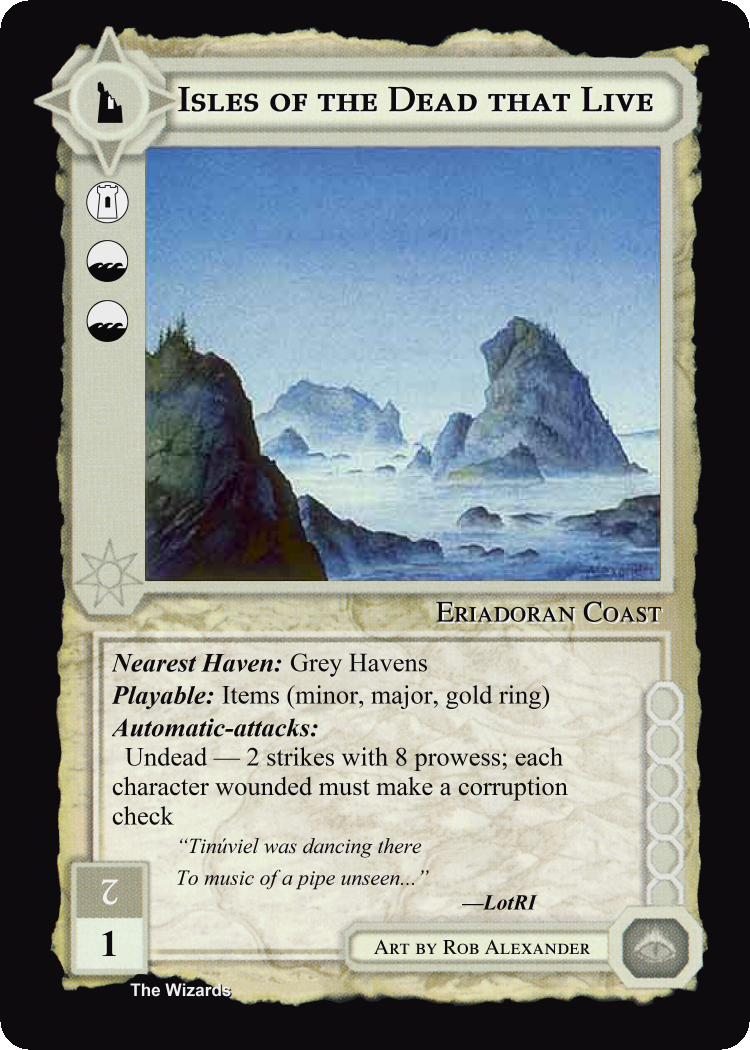 Isles of the Dead that Live
Eriadoran Coast
Nearest Haven: Grey Havens
Playable: Items (minor, major, gold ring)
Automatic-attacks:
Undead — 2 strikes with 8 prowess; each
character wounded must make a corruption
check
“Tinúviel was dancing there
To music of a pipe unseen...”
—LotRI
2
1
Art by Rob Alexander
The Wizards